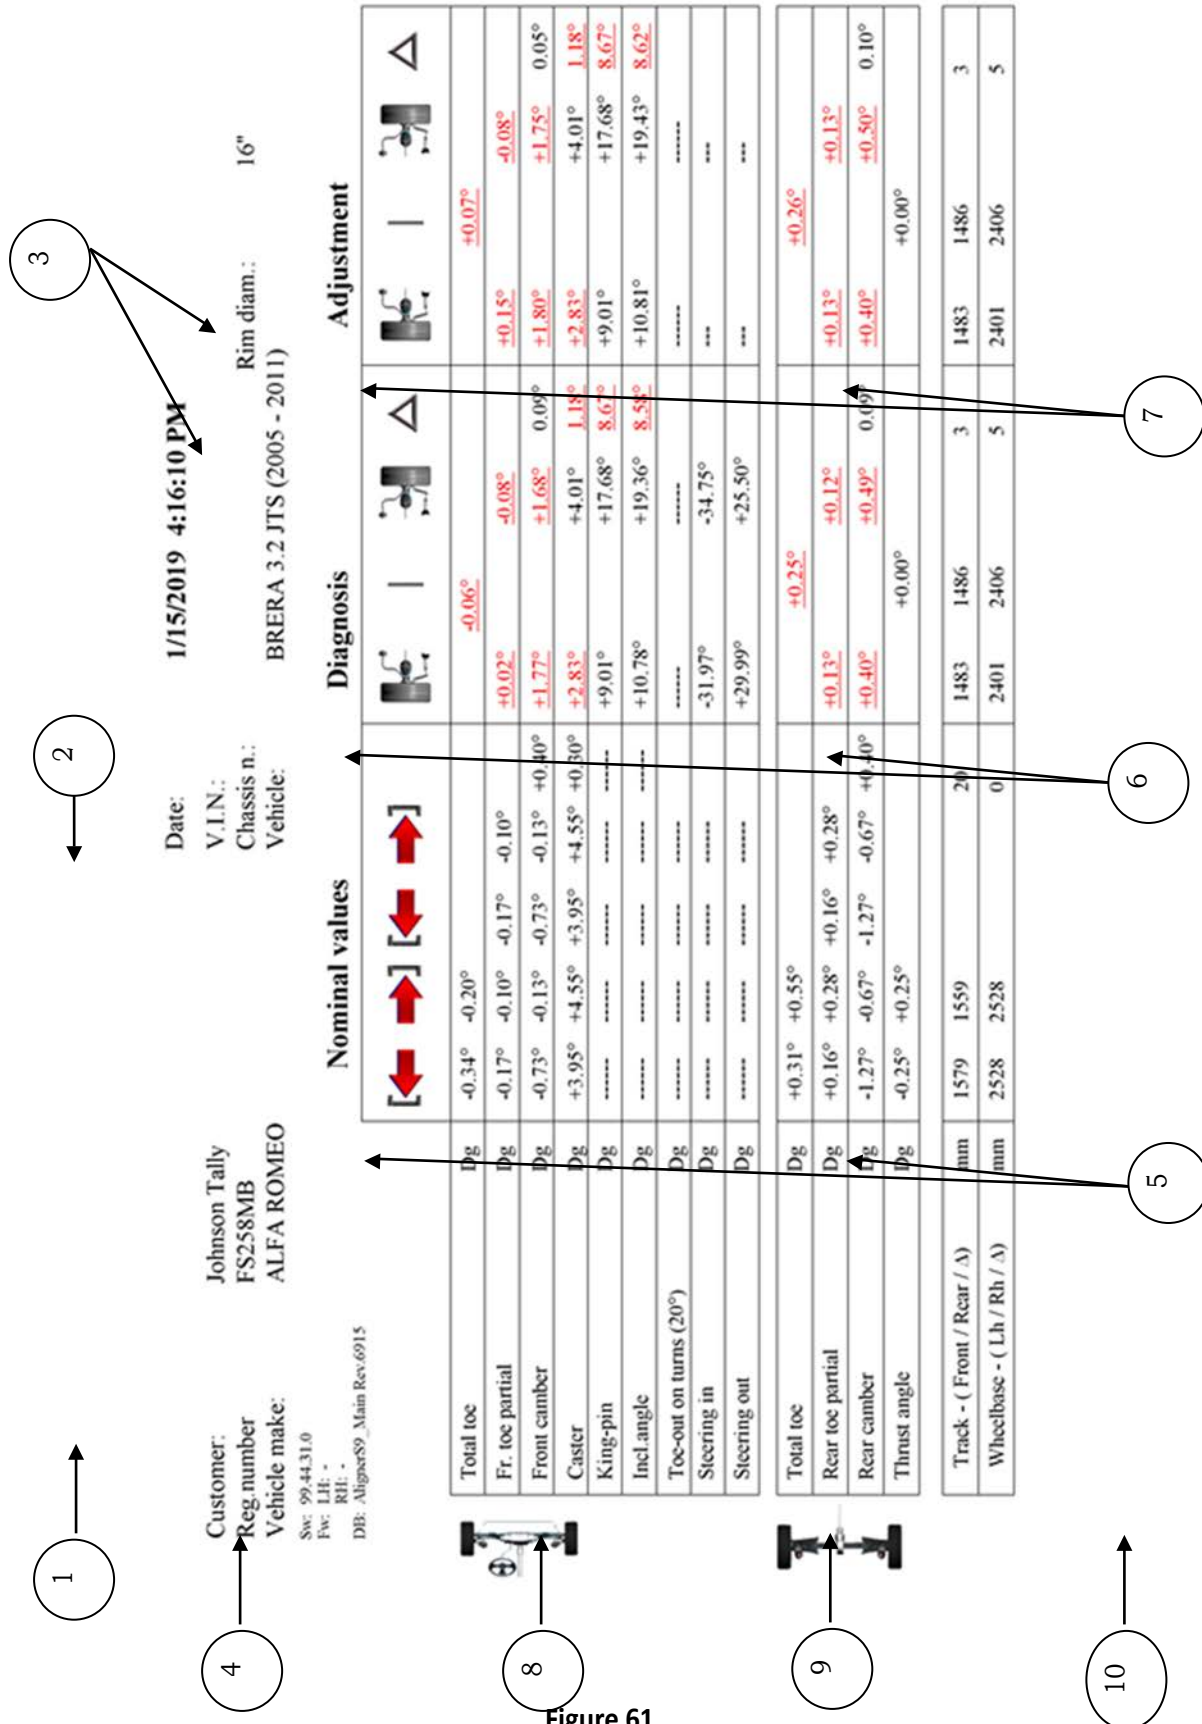 1
2
3
Date: 1/15/2019 4:16:10 PM
Customer: Johnson Tally V.I.N.:
Reg.number FS258MB Chassis n.: Rim diam.: 16"
Vehicle make: ALFA ROMEO Vehicle: BRERA 3.2 JTS (2005 - 2011)
Sw: 99.44.31.0
Fw: LH: -
RH: -
DB: AlignerS9_Main Rev.6915
4
Nominal values Diagnosis Adjustment
Total toe Dg -0.34° -0.20° -0.06° +0.07°
Fr. toe partial Dg -0.17° -0.10° -0.17° -0.10° +0.02° -0.08° +0.15° -0.08°
Front camber Dg -0.73° -0.13° -0.73° -0.13° +0.40° +1.77° +1.68° 0.09° +1.80° +1.75° 0.05°
Caster Dg +3.95° +4.55° +3.95° +4.55° +0.30° +2.83° +4.01° 1.18° +2.83° +4.01° 1.18°
King-pin Dg ------ ------ ------ ------ ------ +9.01° +17.68° 8.67° +9.01° +17.68° 8.67°
Incl.angle Dg ------ ------ ------ ------ ------ +10.78° +19.36° 8.58° +10.81° +19.43° 8.62°
Toe-out on turns (20°) Dg ------ ------ ------ ------ ------ ------ ------ ------
Steering in Dg ------ ------ ------ ------ -31.97° -34.75° --- ---
Steering out Dg ------ ------ ------ ------ +29.99° +25.50° --- ---
8
Total toe Dg +0.31° +0.55° +0.25° +0.26°
Rear toe partial Dg +0.16° +0.28° +0.16° +0.28° +0.13° +0.12° +0.13° +0.13°
Rear camber Dg -1.27° -0.67° -1.27° -0.67° +0.40° +0.40° +0.49° 0.09° +0.40° +0.50° 0.10°
Thrust angle Dg -0.25° +0.25° +0.00° +0.00°
9
Track - ( Front / Rear / Δ) mm 1579 1559 20 1483 1486 3 1483 1486 3
Wheelbase - ( Lh / Rh / Δ) mm 2528 2528 0 2401 2406 5 2401 2406 5
10
5
6
7
Figure 61